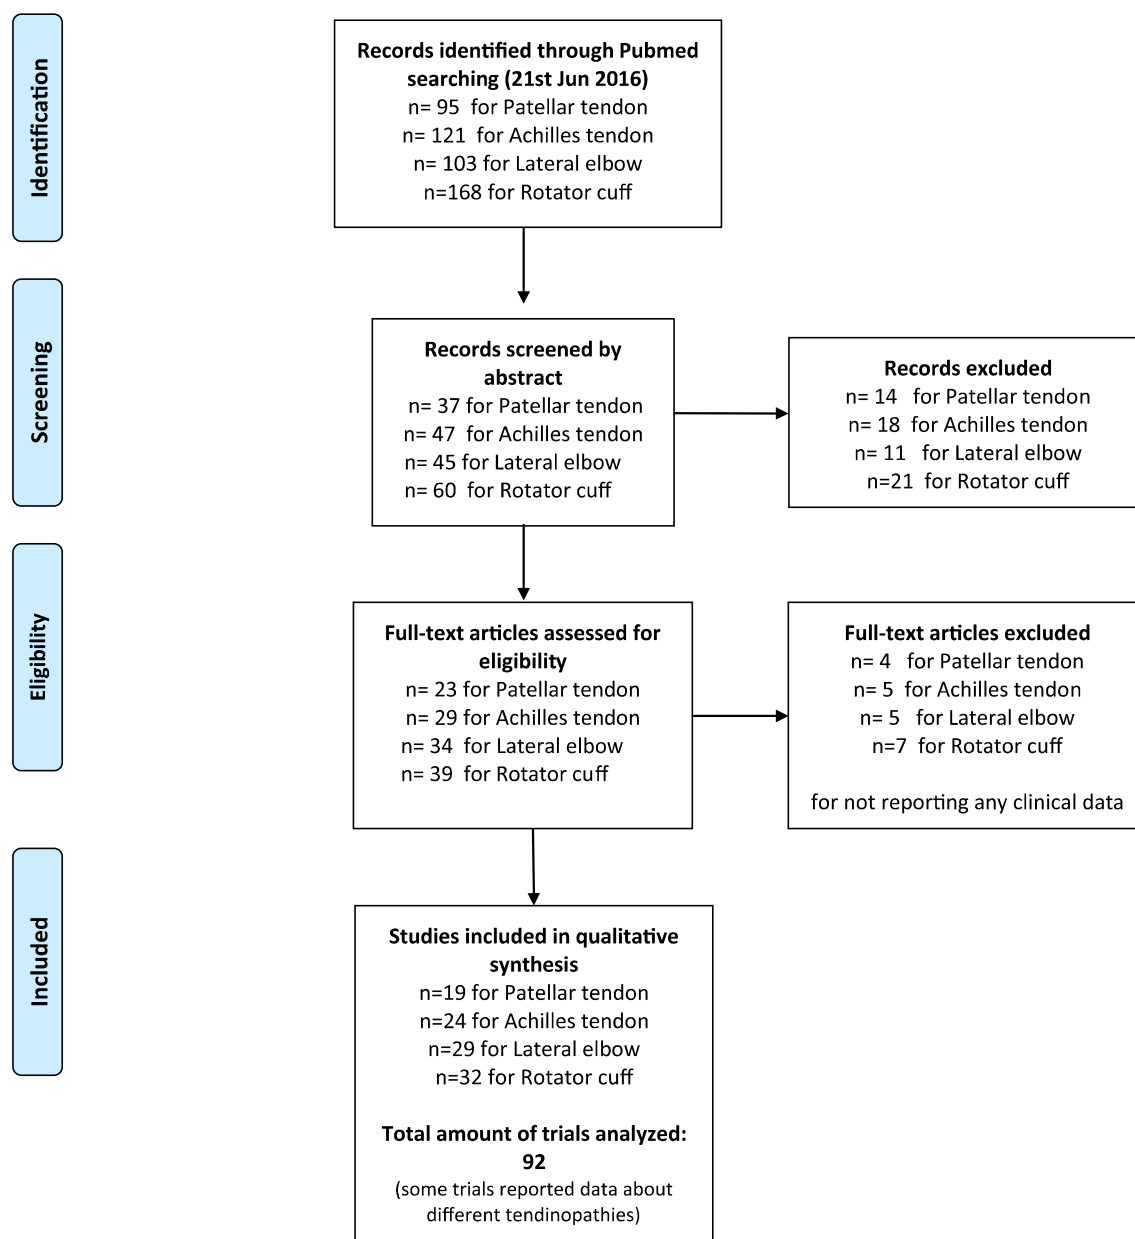 Identification
Records identified through Pubmed
searching (21st Jun 2016)
n= 95 for Patellar tendon
n= 121 for Achilles tendon
n= 103 for Lateral elbow
n=168 for Rotator cuff
Screening
Records screened by
abstract
n= 37 for Patellar tendon
n= 47 for Achilles tendon
n= 45 for Lateral elbow
n= 60 for Rotator cuff
Records excluded
n= 14 for Patellar tendon
n= 18 for Achilles tendon
n= 11 for Lateral elbow
n=21 for Rotator cuff
Eligibility
Full-text articles assessed for
eligibility
n= 23 for Patellar tendon
n= 29 for Achilles tendon
n= 34 for Lateral elbow
n= 39 for Rotator cuff
Full-text articles excluded
n= 4 for Patellar tendon
n= 5 for Achilles tendon
n= 5 for Lateral elbow
n=7 for Rotator cuff
for not reporting any clinical data
Included
Studies included in qualitative
synthesis
n=19 for Patellar tendon
n=24 for Achilles tendon
n=29 for Lateral elbow
n=32 for Rotator cuff
Total amount of trials analyzed:
92
(some trials reported data about
different tendinopathies)